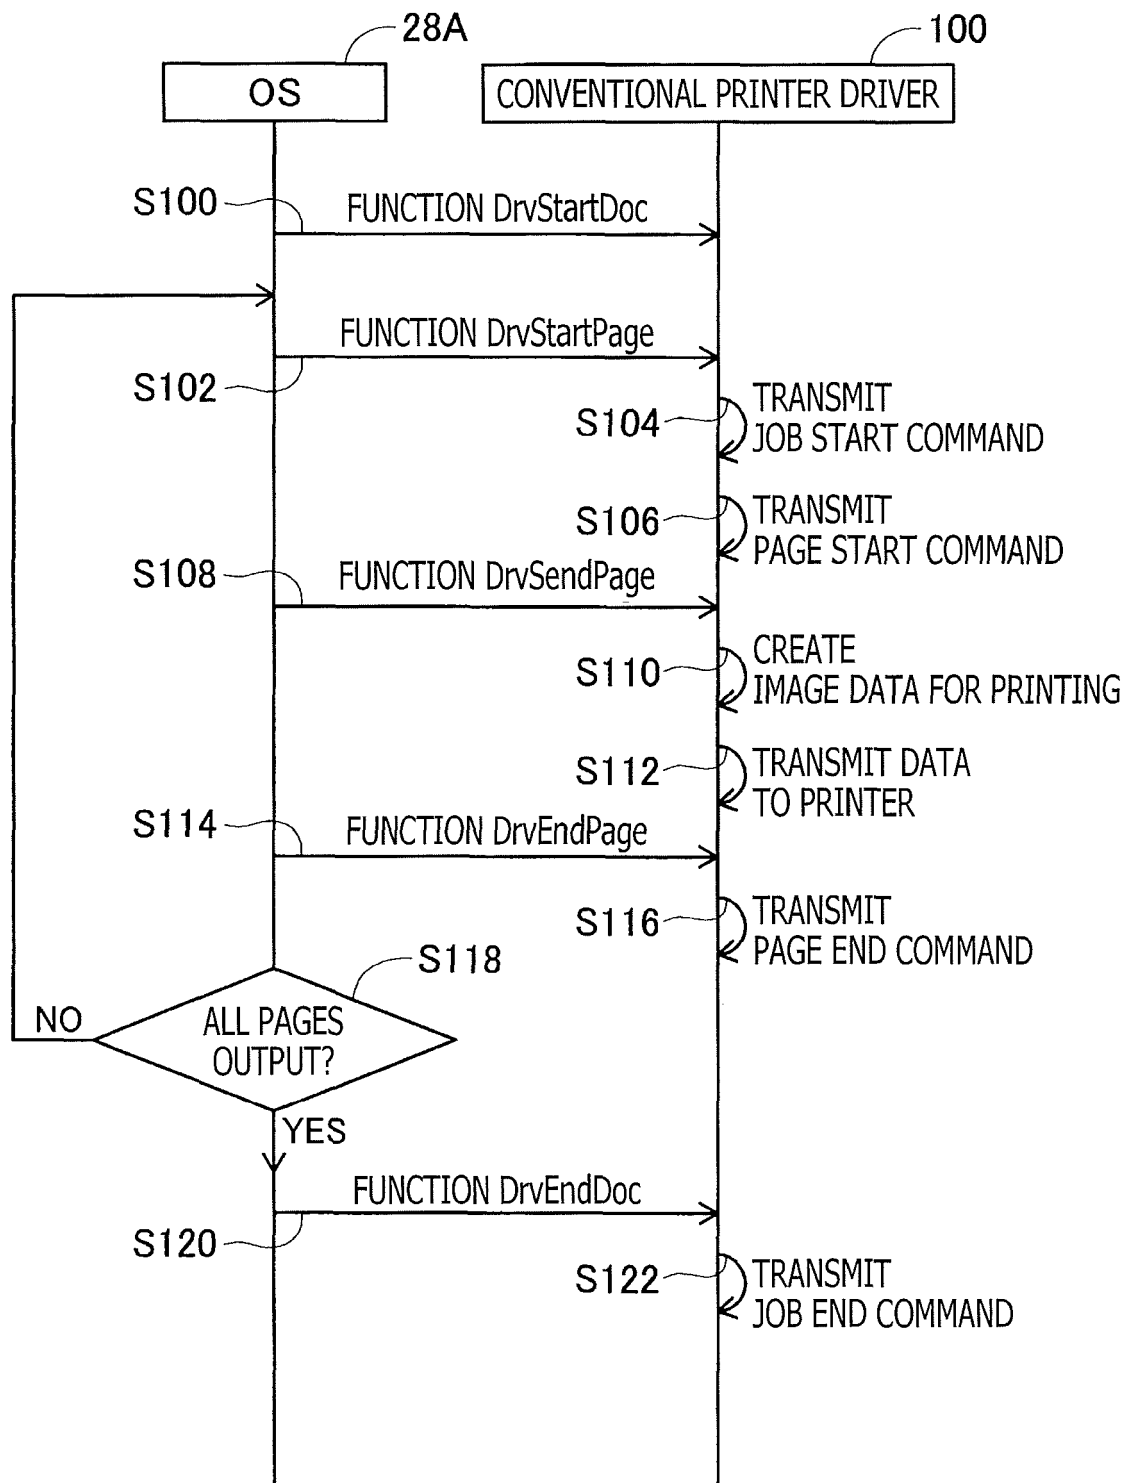 28A
100
OS
CONVENTIONAL PRINTER DRIVER
S100
FUNCTION DrvStartDoc
FUNCTION DrvStartPage
S102
S104
TRANSMIT
JOB START COMMAND
S106
TRANSMIT
PAGE START COMMAND
S108
FUNCTION DrvSendPage
S110
CREATE
IMAGE DATA FOR PRINTING
S112
TRANSMIT DATA
TO PRINTER
S114
FUNCTION DrvEndPage
S116
TRANSMIT
PAGE END COMMAND
S118
NO
ALL PAGES
OUTPUT?
YES
FUNCTION DrvEndDoc
S120
S122
TRANSMIT
JOB END COMMAND